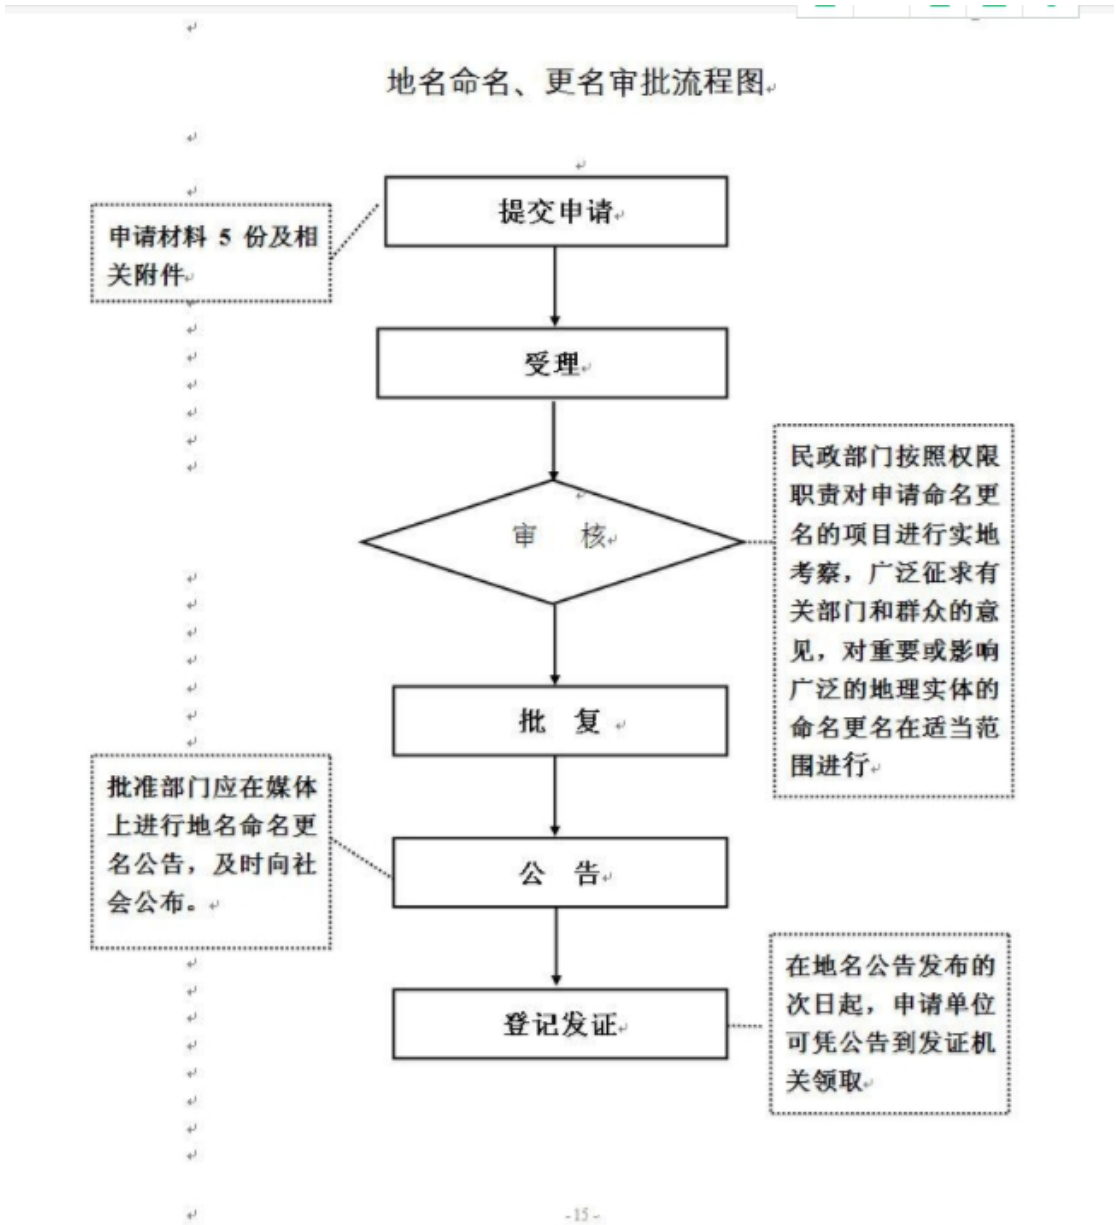 地名命名、更名审批流程图
提交申请
申请材料 5 份及相
关附件
受理
审 核
民政部门按照权限
职责对申请命名更
名的项目进行实地
考察，广泛征求有
关部门和群众的意
见，对重要或影响
广泛的地理实体的
命名更名在适当范
围进行
批 复
批准部门应在媒体
上进行地名命名更
名公告，及时向社
会公布。
公 告
登记发证
在地名公告发布的
次日起，申请单位
可凭公告到发证机
关领取
-15-